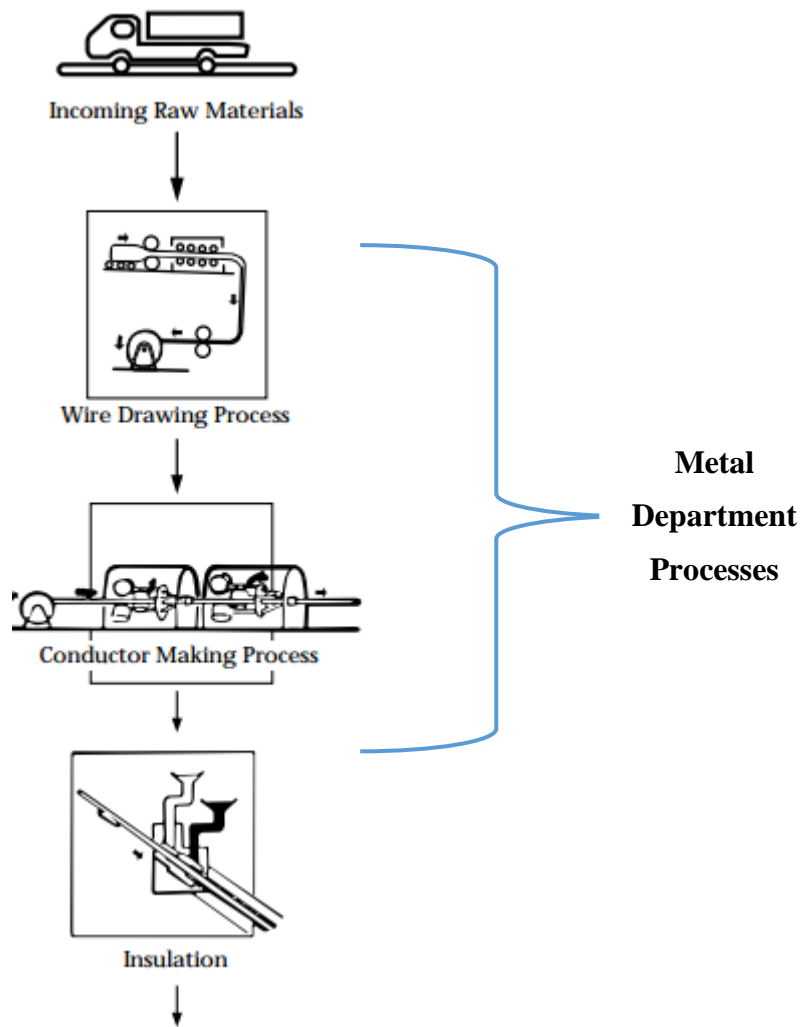 Incoming Raw Materials
Wire Drawing Process
Metal
Department
Processes
Conductor Making Process
Insulation